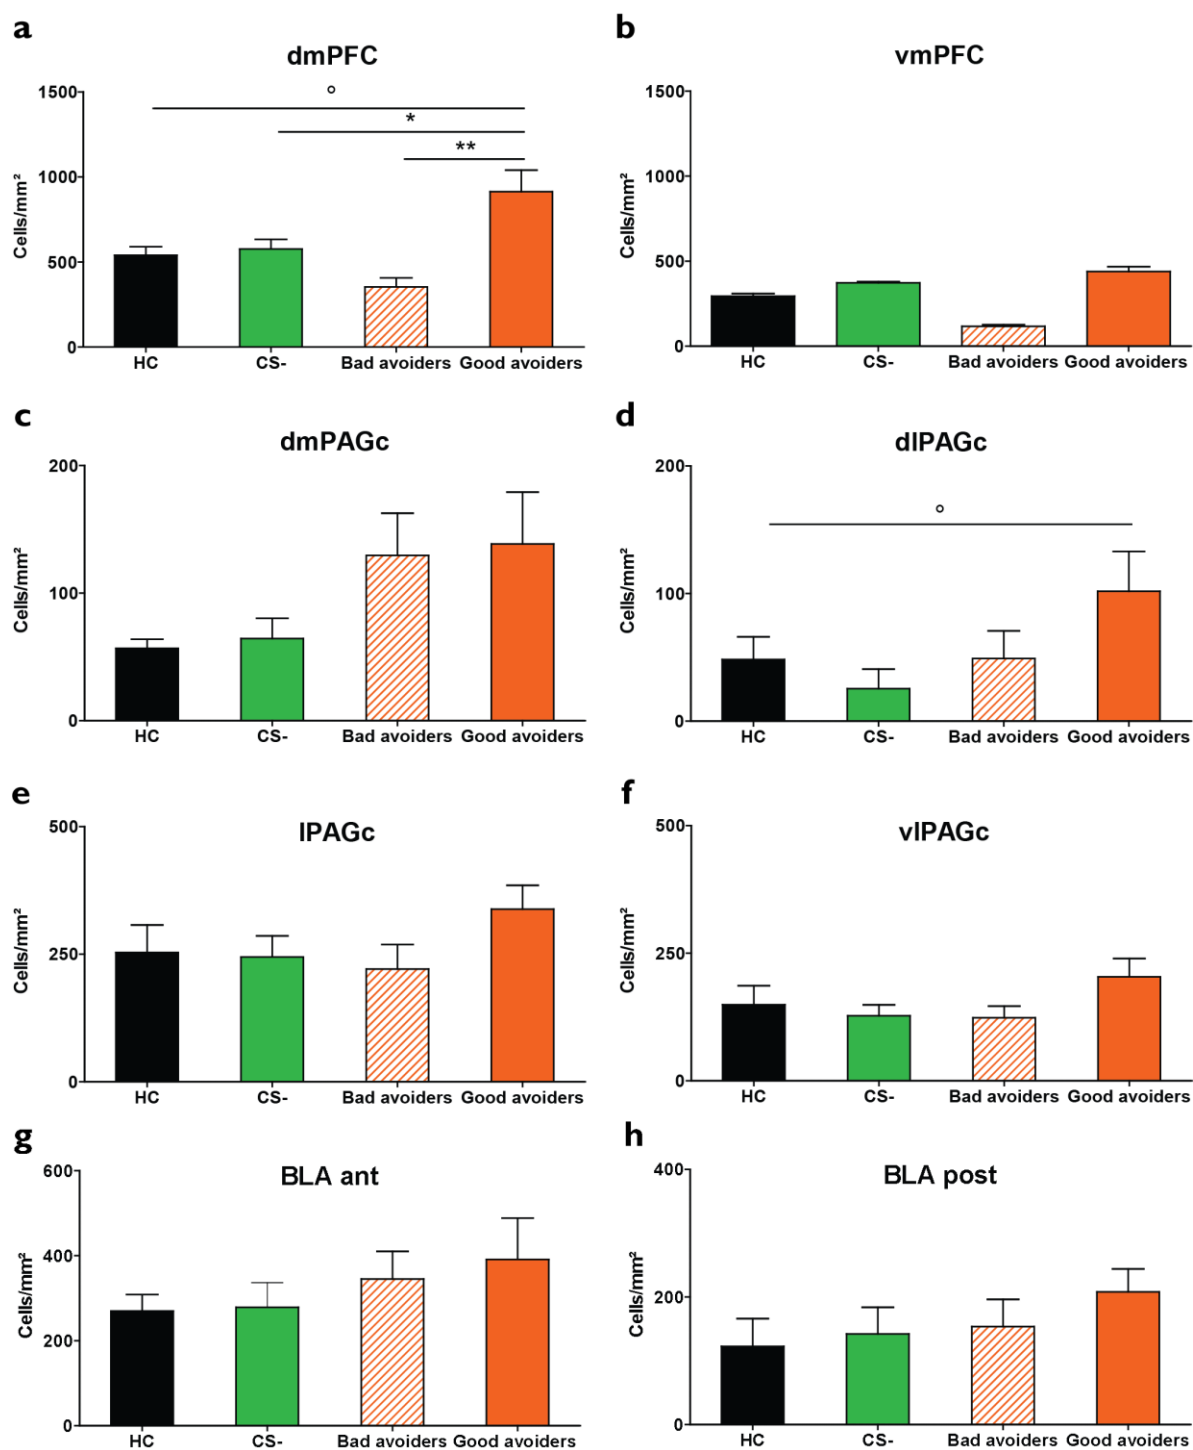 a
dmPFC
Cells/mm²
1500
1000
500
0
°
*
**
HC CS- Bad avoiders Good avoiders
b
vmPFC
Cells/mm²
1500
1000
500
0
HC CS- Bad avoiders Good avoiders
c
dmPAGc
Cells/mm²
200
100
0
HC CS- Bad avoiders Good avoiders
d
dlPAGc
Cells/mm²
200
100
0
°
HC CS- Bad avoiders Good avoiders
e
lPAGc
Cells/mm²
500
250
0
HC CS- Bad avoiders Good avoiders
f
vlPAGc
Cells/mm²
500
250
0
HC CS- Bad avoiders Good avoiders
g
BLA ant
Cells/mm²
600
400
200
0
HC CS- Bad avoiders Good avoiders
h
BLA post
Cells/mm²
400
200
0
HC CS- Bad avoiders Good avoiders